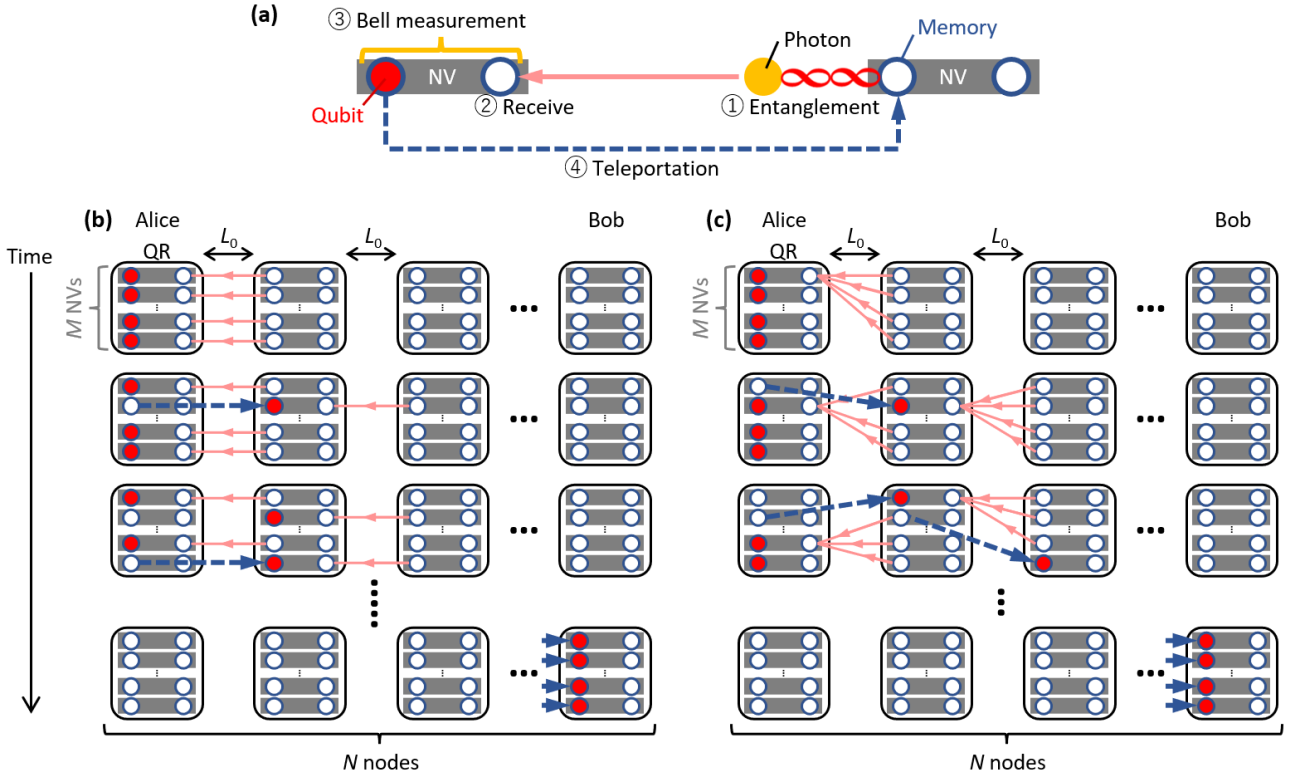 (a)
③ Bell measurement
Photon
Memory
NV
NV
Qubit
② Receive
① Entanglement
④ Teleportation
(b)
Alice
QR
L0
L0
Bob
Time
M NVs
N nodes
(c)
Alice
QR
L0
L0
Bob
M NVs
N nodes